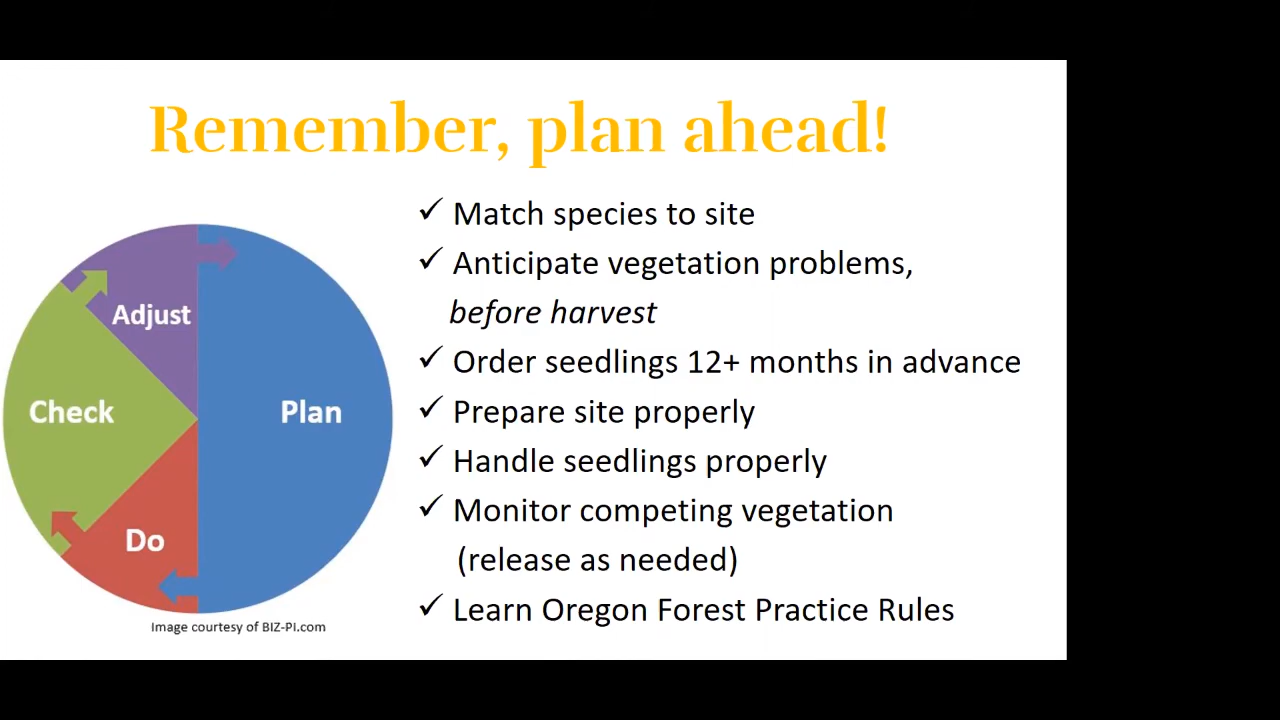 Remember, plan ahead!
✓ Match species to site
✓ Anticipate vegetation problems,
before harvest
✓ Order seedlings 12+ months in advance
✓ Prepare site properly
✓ Handle seedlings properly
✓ Monitor competing vegetation
(release as needed)
✓ Learn Oregon Forest Practice Rules
Adjust
Check
Plan
Do
Image courtesy of BIZ-PI.com